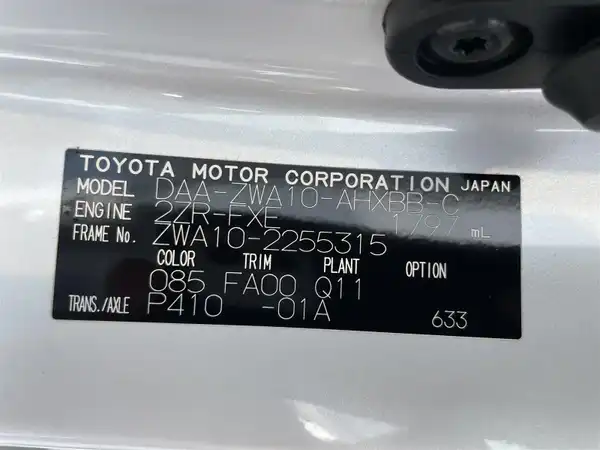 TOYOTA MOTOR CORPORATION JAPAN
MODEL DAA-ZWA10-AHXBB-C
ENGINE 2ZR-FXE 1797 mL
FRAME No. ZWA10-2255315
COLOR TRIM PLANT OPTION
085 FA00 Q11
TRANS./AXLE P410 -01A 633